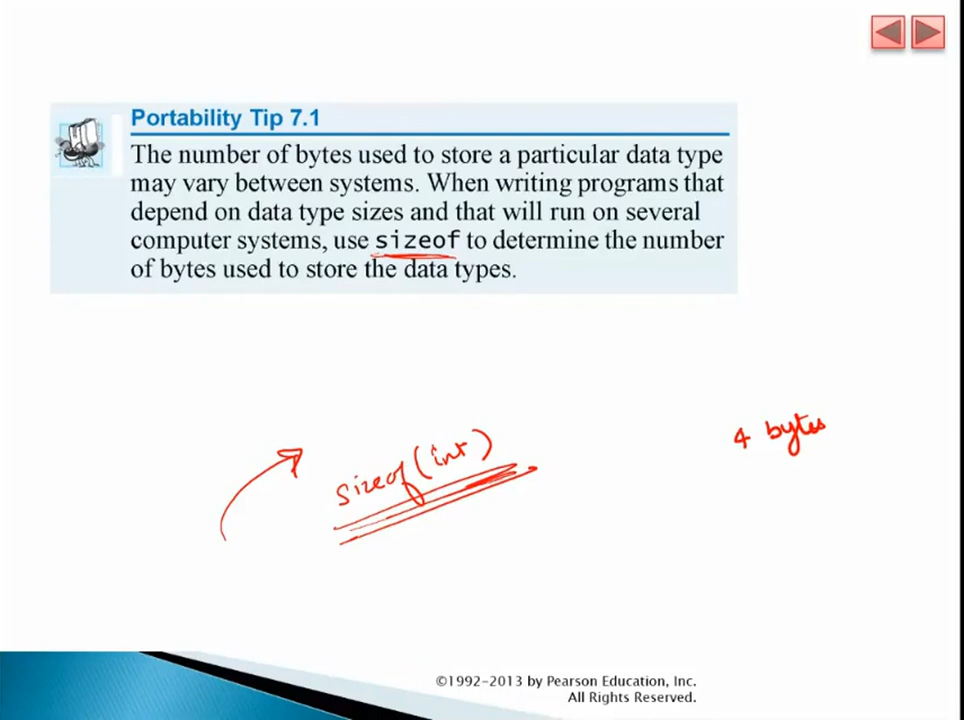 Portability Tip 7.1
The number of bytes used to store a particular data type
may vary between systems. When writing programs that
depend on data type sizes and that will run on several
computer systems, use sizeof to determine the number
of bytes used to store the data types.
4 bytes
sizeof(int)
©1992-2013 by Pearson Education, Inc.
All Rights Reserved.